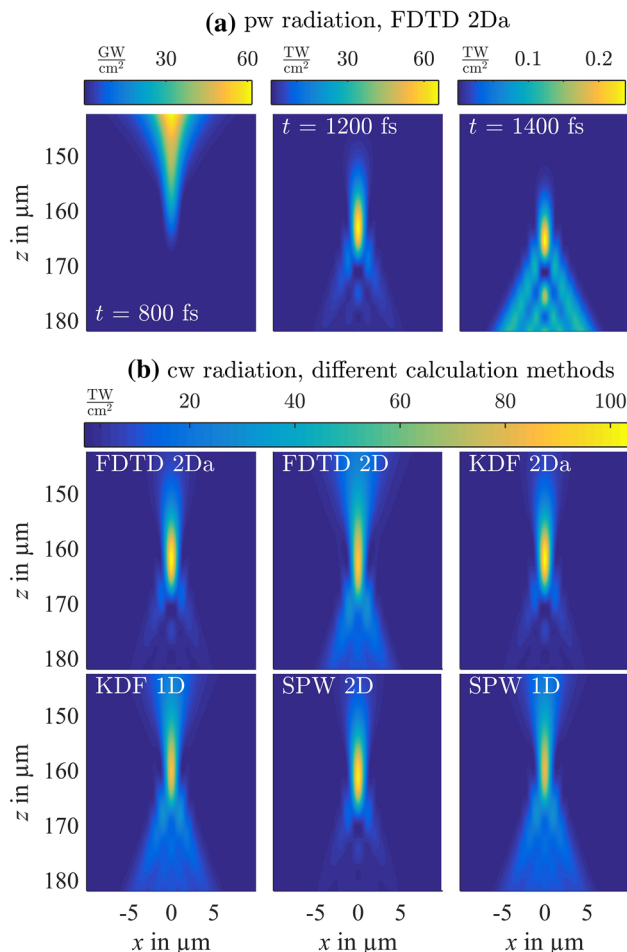 (a) pw radiation, FDTD 2Da
GW/cm² 30 60
TW/cm² 30 60
TW/cm² 0.1 0.2
t = 1200 fs
t = 1400 fs
t = 800 fs
150
160
170
180
z in µm
(b) cw radiation, different calculation methods
TW/cm² 20 40 60 80 100
FDTD 2Da FDTD 2D KDF 2Da
150
160
170
180
z in µm
KDF 1D SPW 2D SPW 1D
150
160
170
180
z in µm
-5 0 5 -5 0 5 -5 0 5
x in µm x in µm x in µm